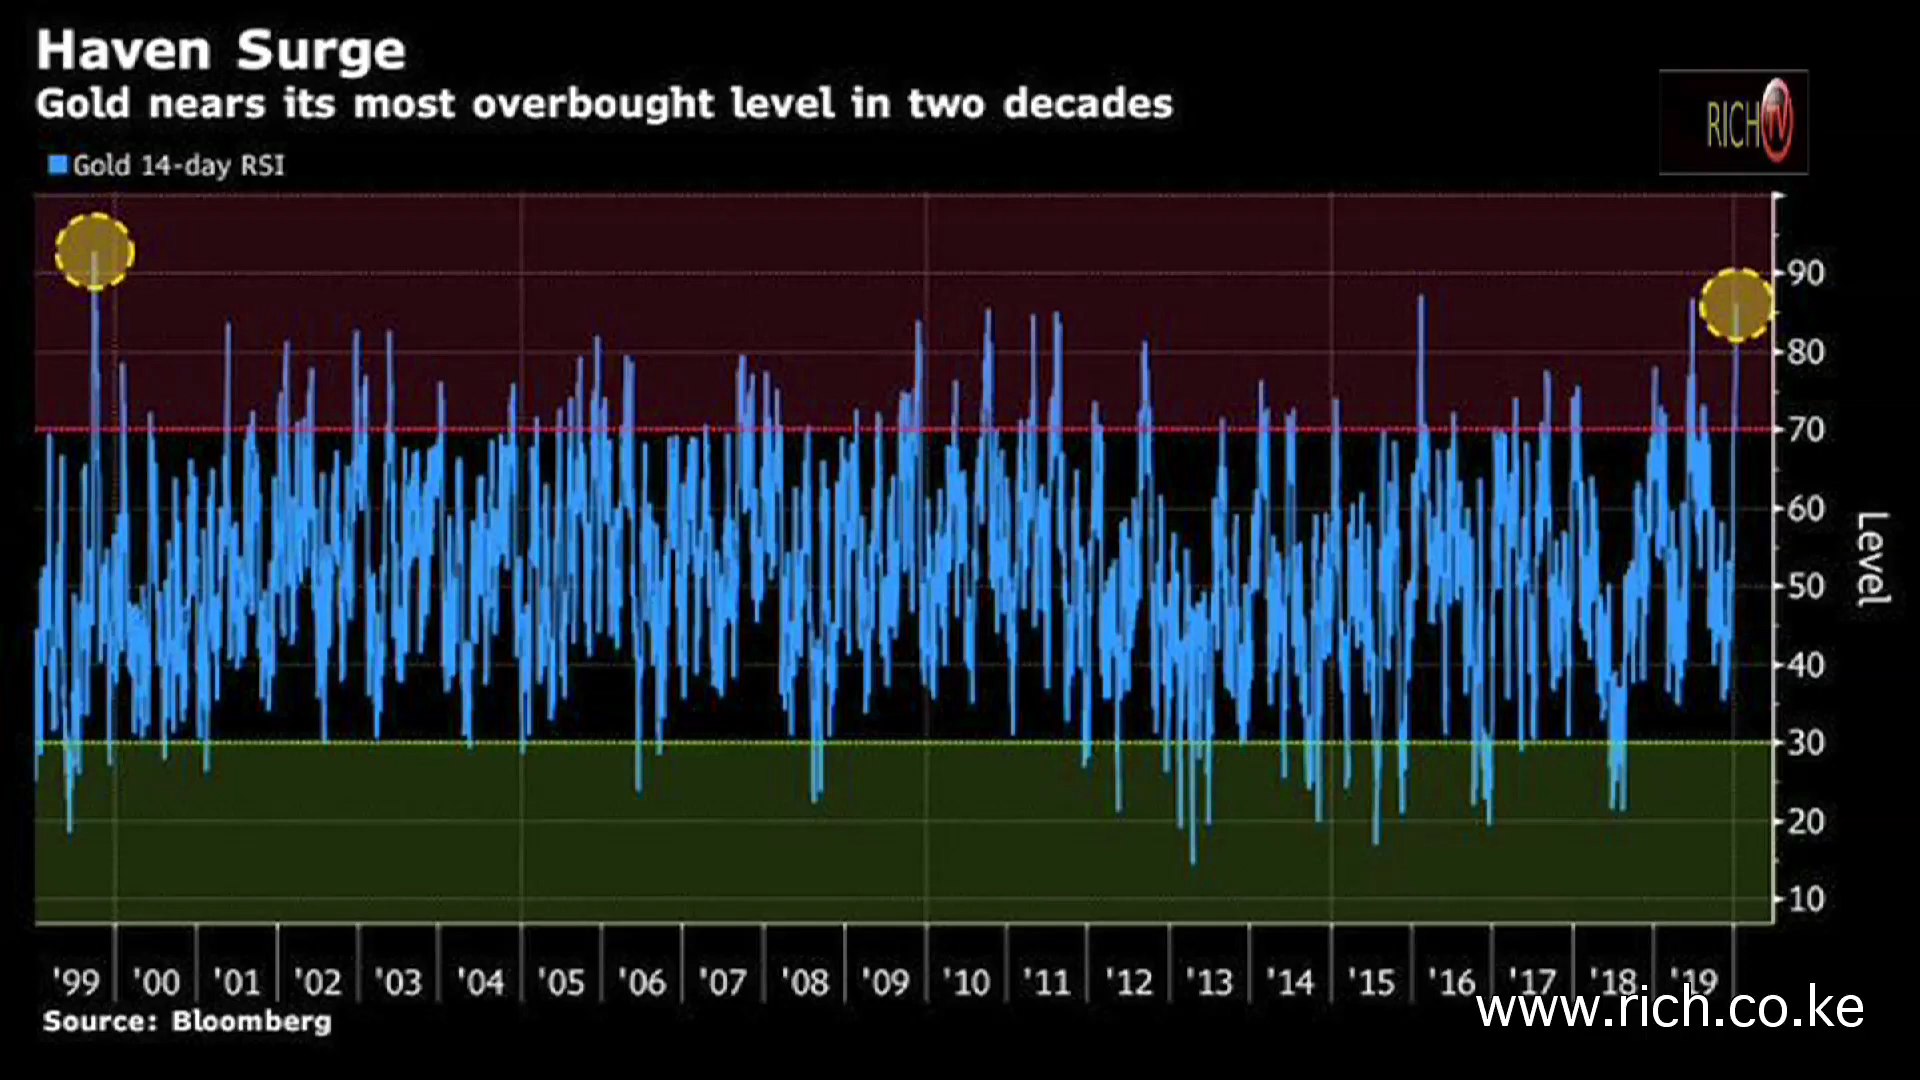 Haven Surge
Gold nears its most overbought level in two decades
RICH TV
Gold 14-day RSI
90
80
70
60
50
40
30
20
10
Level
'99 '00 '01 '02 '03 '04 '05 '06 '07 '08 '09 '10 '11 '12 '13 '14 '15 '16 '17 '18 '19
www.rich.co.ke
Source: Bloomberg